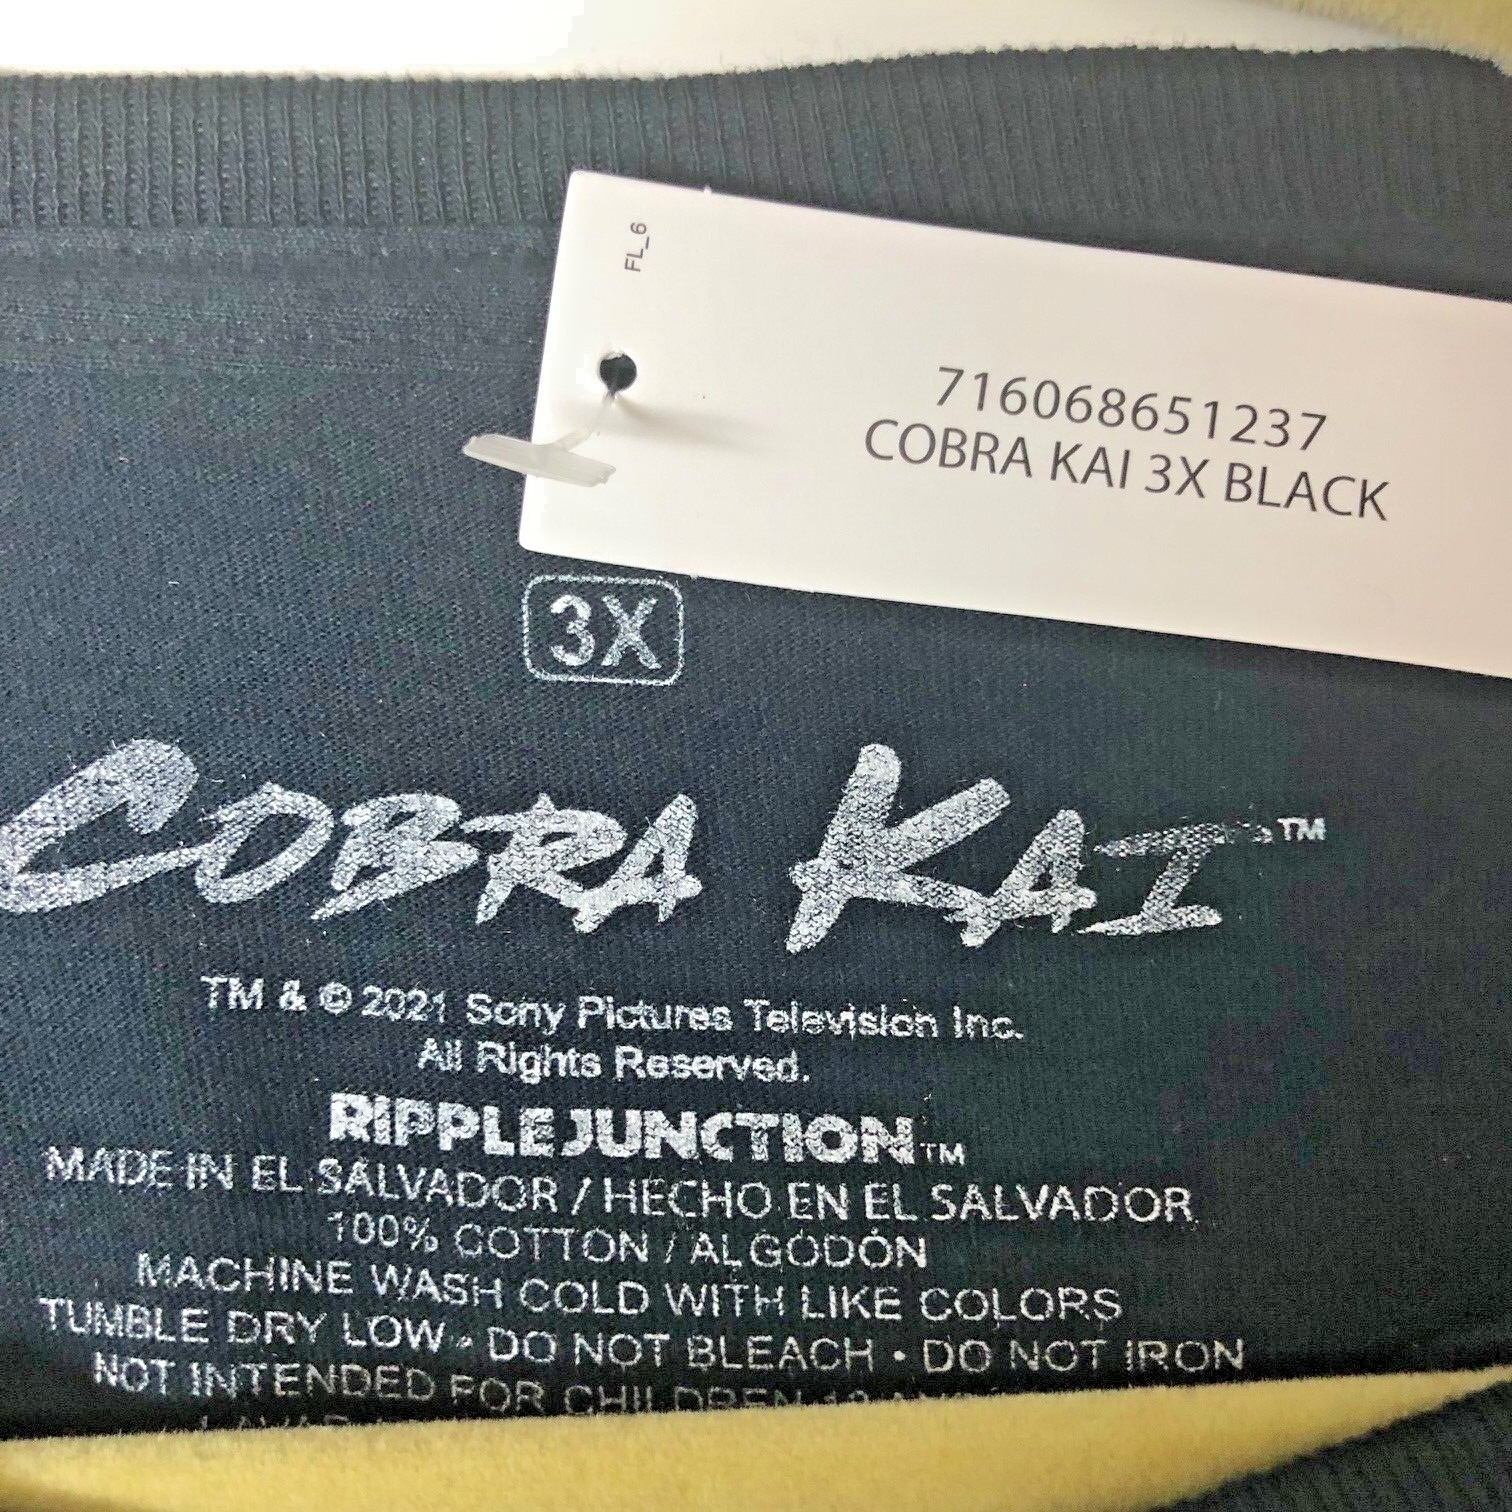 FL_6
716068651237
COBRA KAI 3X BLACK
3X
COBRA KAI™
TM & © 2021 Sony Pictures Television Inc.
All Rights Reserved.
RIPPLE JUNCTION™
MADE IN EL SALVADOR / HECHO EN EL SALVADOR
100% COTTON / ALGODÓN
MACHINE WASH COLD WITH LIKE COLORS
TUMBLE DRY LOW • DO NOT BLEACH • DO NOT IRON
NOT INTENDED FOR CHILDREN 12